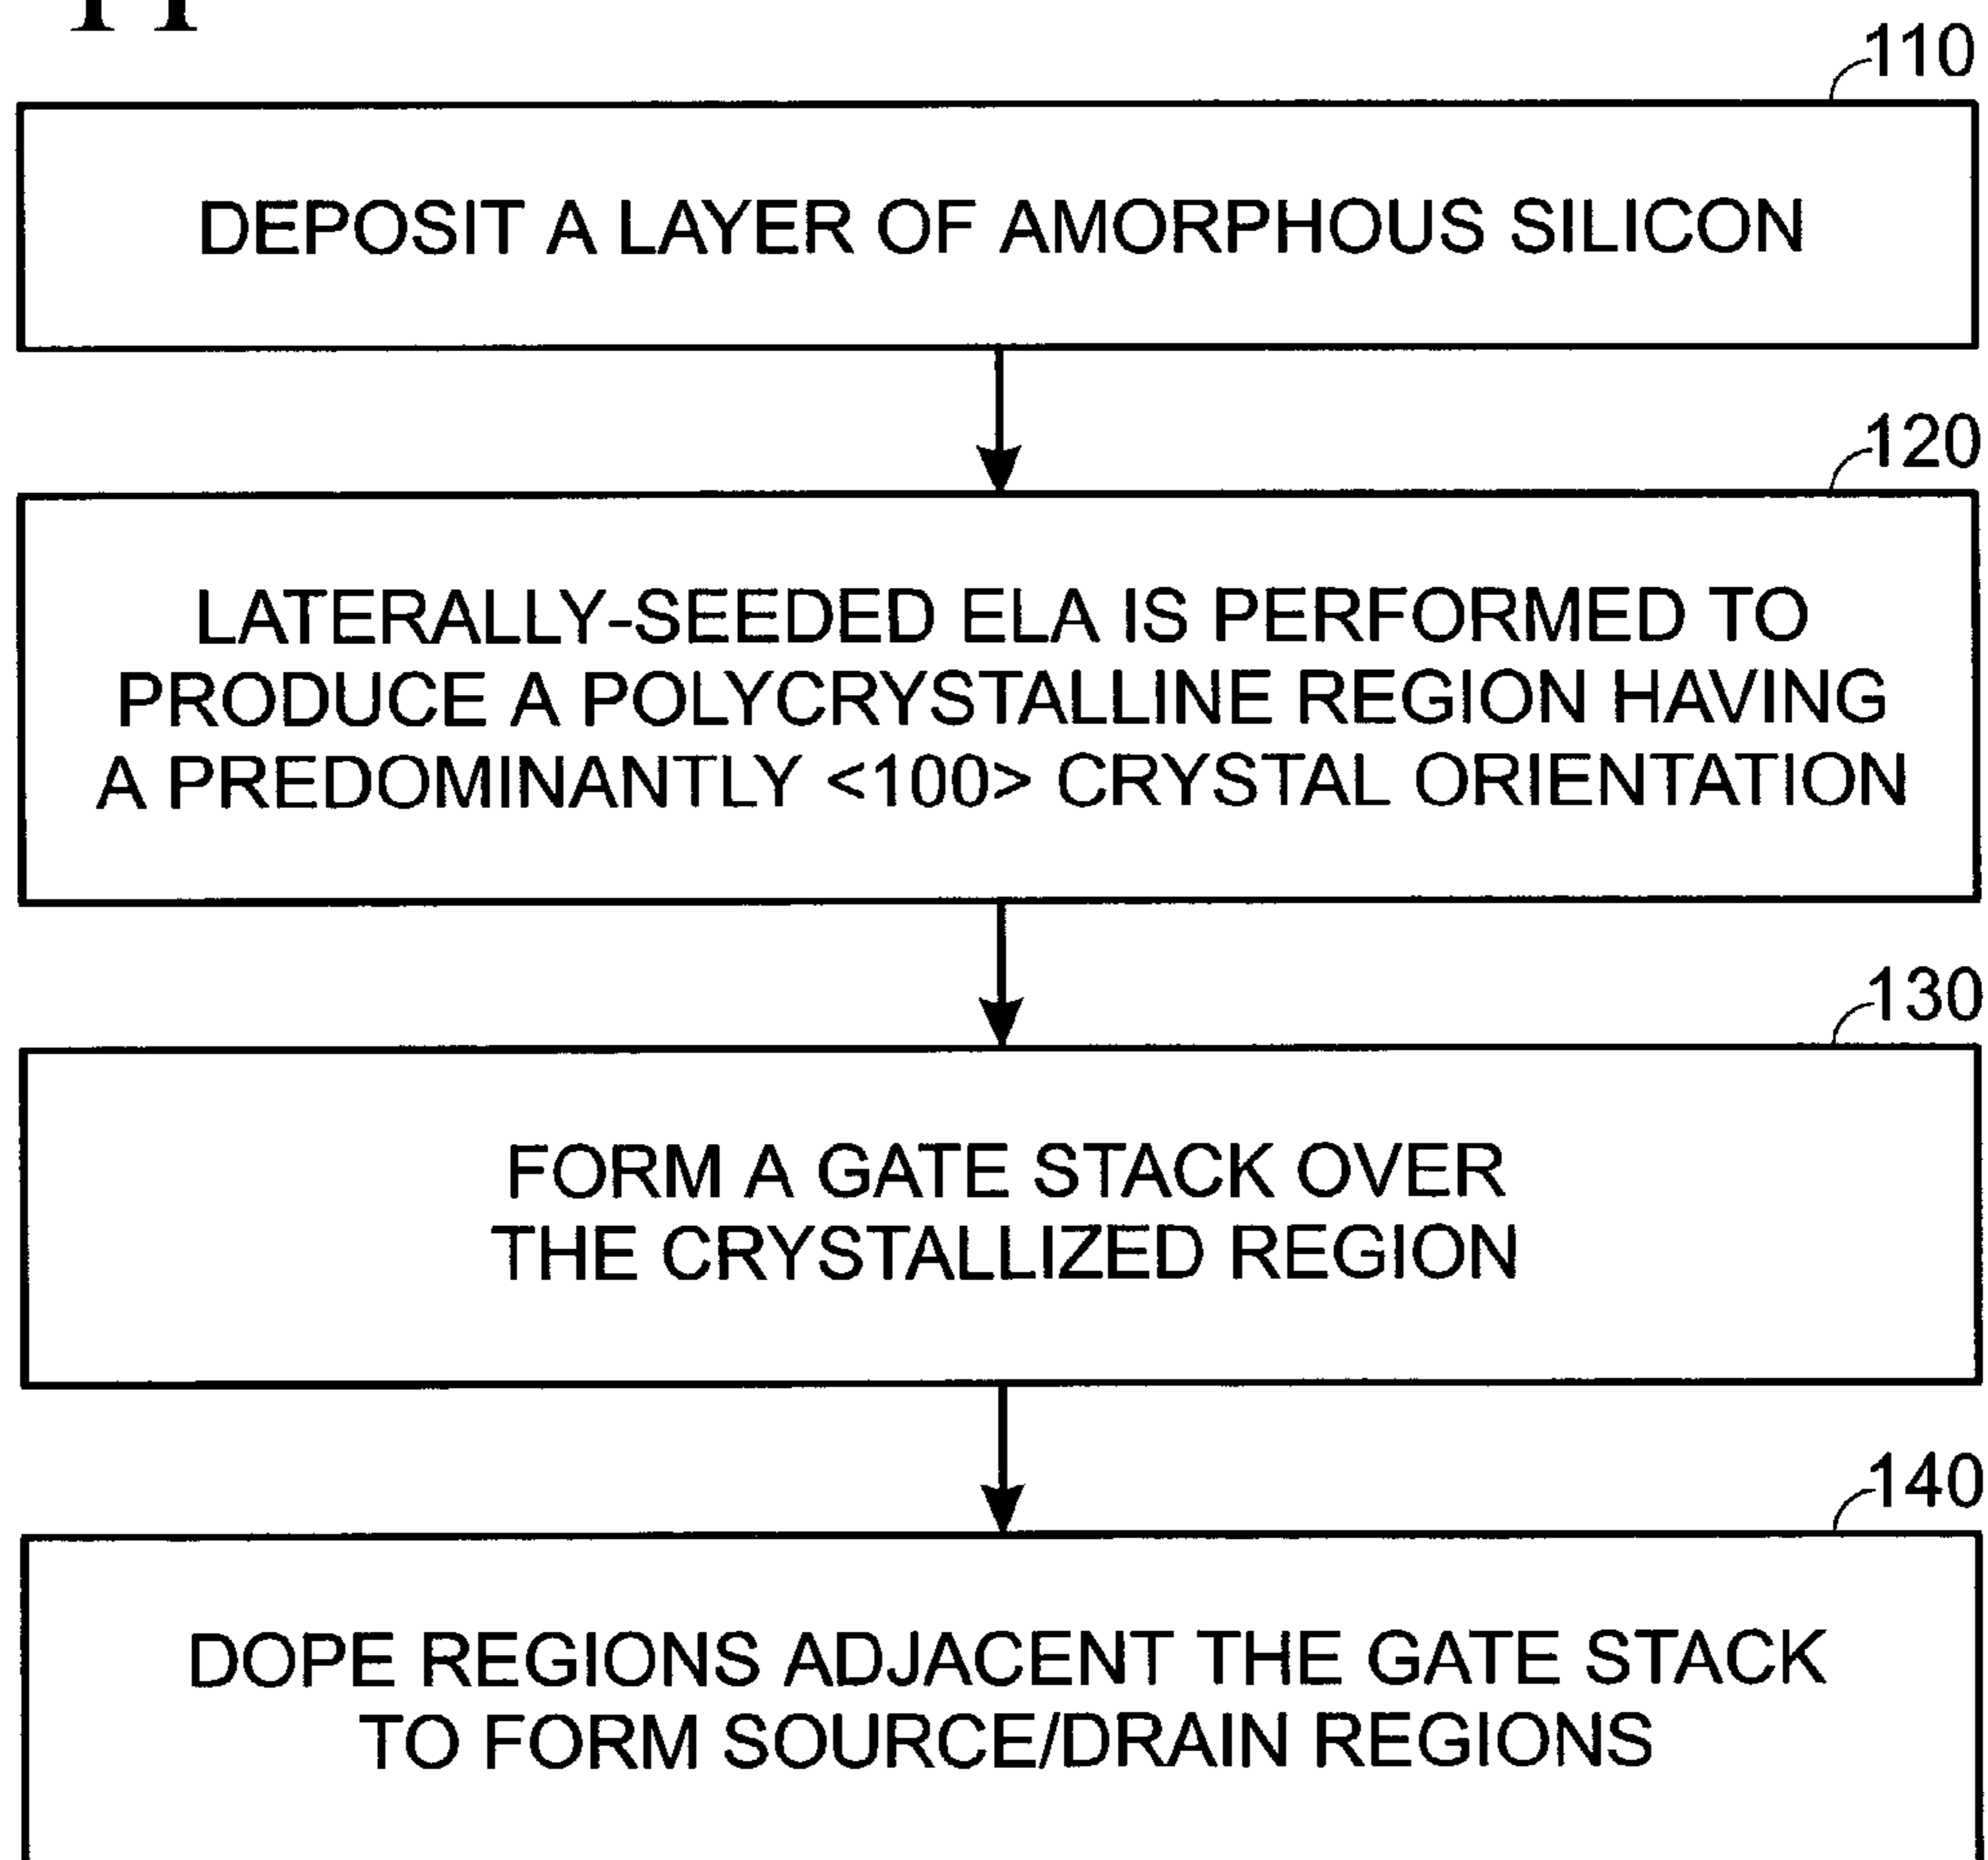 110
DEPOSIT A LAYER OF AMORPHOUS SILICON
120
LATERALLY-SEEDED ELA IS PERFORMED TO
PRODUCE A POLYCRYSTALLINE REGION HAVING
A PREDOMINANTLY <100> CRYSTAL ORIENTATION
130
FORM A GATE STACK OVER
THE CRYSTALLIZED REGION
140
DOPE REGIONS ADJACENT THE GATE STACK
TO FORM SOURCE/DRAIN REGIONS